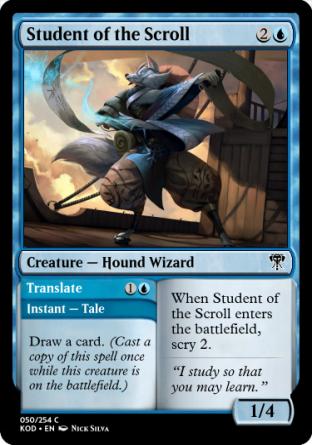 Student of the Scroll 2
Creature — Hound Wizard
Translate 1
Instant — Tale
Draw a card. (Cast a
copy of this spell once
while this creature is
on the battlefield.)
When Student of
the Scroll enters
the battlefield,
scry 2.
"I study so that
you may learn."
1/4
050/254 C
KOD • EN Nick Silva